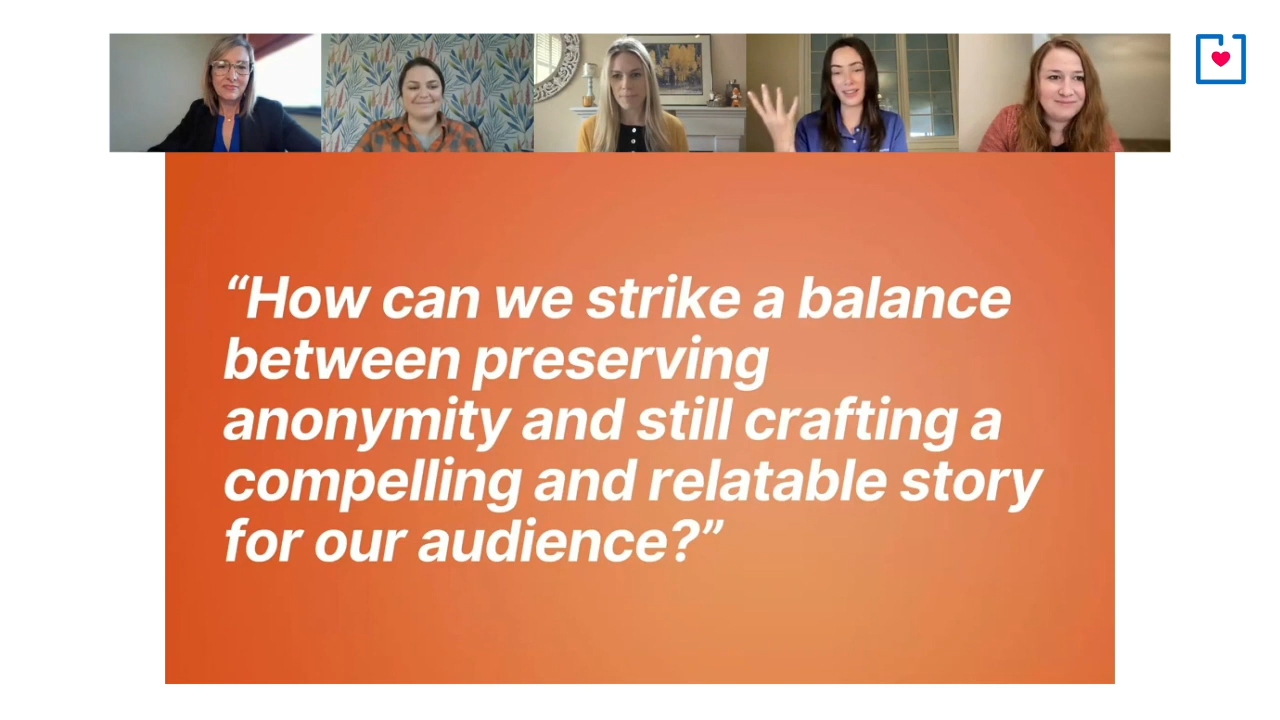 “How can we strike a balance
between preserving
anonymity and still crafting a
compelling and relatable story
for our audience?”